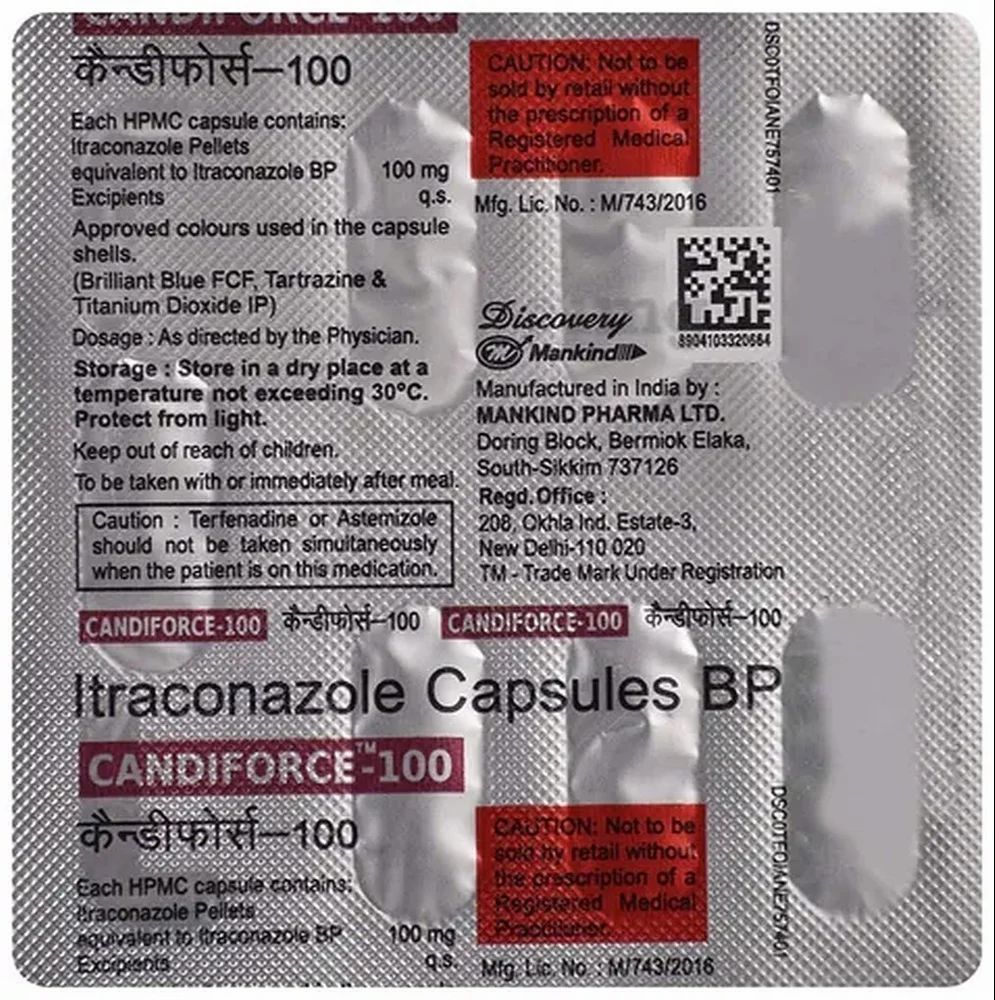 CANDIFORCE-100
कैन्डीफोर्स–100
Each HPMC capsule contains:
Itraconazole Pellets
equivalent to Itraconazole BP 100 mg
Excipients q.s.
Approved colours used in the capsule
shells.
(Brilliant Blue FCF, Tartrazine &
Titanium Dioxide IP)
Dosage : As directed by the Physician.
Storage : Store in a dry place at a
temperature not exceeding 30°C.
Protect from light.
Keep out of reach of children.
To be taken with or immediately after meal.
Caution : Terfenadine or Astemizole
should not be taken simultaneously
when the patient is on this medication.
CAUTION: Not to be
sold by retail without
the prescription of a
Registered Medical
Practitioner.
Mfg. Lic. No. : M/743/2016
8904103320664
Discovery
Mankind
Manufactured in India by :
MANKIND PHARMA LTD.
Doring Block, Bermiok Elaka,
South-Sikkim 737126
Regd. Office :
208, Okhla Ind. Estate-3,
New Delhi-110 020
TM - Trade Mark Under Registration
DSC0TFOIANE757401
CANDIFORCE-100 कैन्डीफोर्स–100 CANDIFORCE-100 कैन्डीफोर्स–100
Itraconazole Capsules BP
CANDIFORCE™-100
कैन्डीफोर्स–100
Each HPMC capsule contains:
Itraconazole Pellets
equivalent to Itraconazole BP 100 mg
Excipients q.s.
CAUTION: Not to be
sold by retail without
the prescription of a
Registered Medical
Practitioner.
Mfg. Lic. No. : M/743/2016
DSC0TFOIANE757401